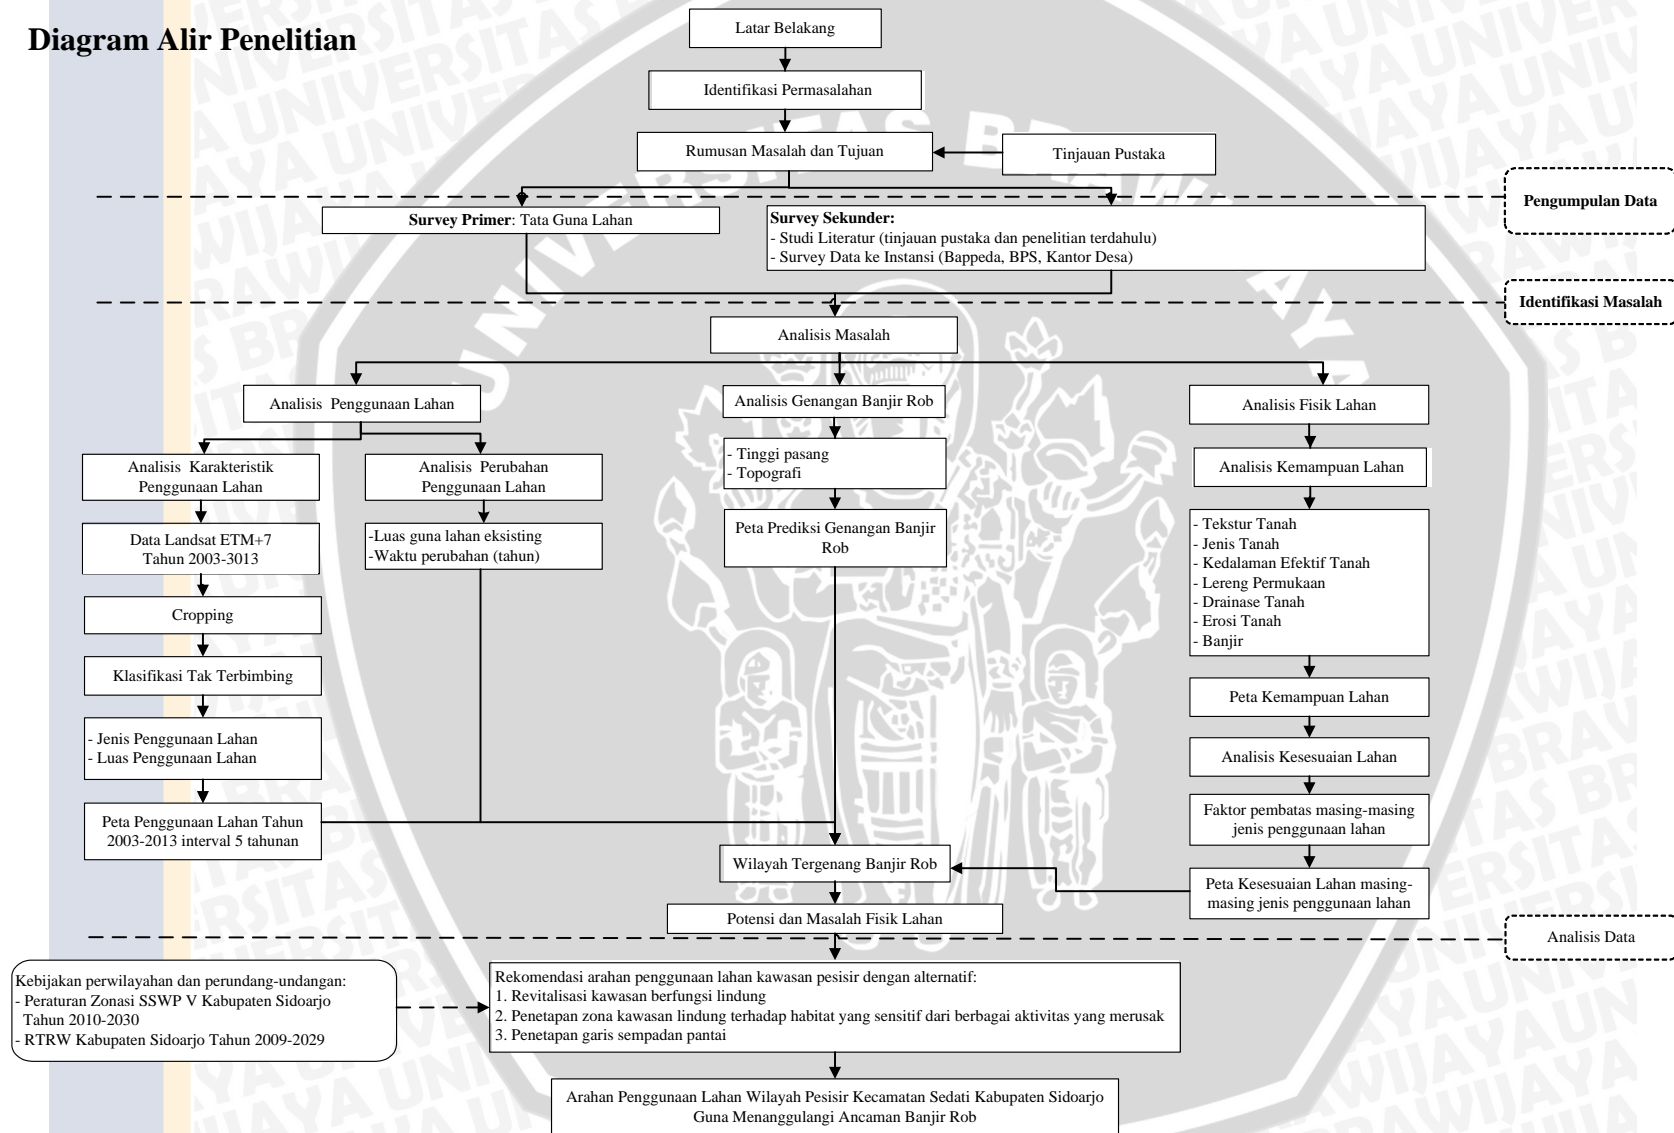 Diagram Alir Penelitian
Latar Belakang
Identifikasi Permasalahan
Rumusan Masalah dan Tujuan
Tinjauan Pustaka
Pengumpulan Data
Survey Primer: Tata Guna Lahan
Survey Sekunder:
- Studi Literatur (tinjauan pustaka dan penelitian terdahulu)
- Survey Data ke Instansi (Bappeda, BPS, Kantor Desa)
Identifikasi Masalah
Analisis Masalah
Analisis Penggunaan Lahan
Analisis Genangan Banjir Rob
Analisis Fisik Lahan
Analisis Karakteristik
Penggunaan Lahan
Analisis Perubahan
Penggunaan Lahan
- Tinggi pasang
- Topografi
Analisis Kemampuan Lahan
Data Landsat ETM+7
Tahun 2003-3013
-Luas guna lahan eksisting
-Waktu perubahan (tahun)
Peta Prediksi Genangan Banjir
Rob
- Tekstur Tanah
- Jenis Tanah
- Kedalaman Efektif Tanah
- Lereng Permukaan
- Drainase Tanah
- Erosi Tanah
- Banjir
Cropping
Klasifikasi Tak Terbimbing
Peta Kemampuan Lahan
- Jenis Penggunaan Lahan
- Luas Penggunaan Lahan
Analisis Kesesuaian Lahan
Peta Penggunaan Lahan Tahun
2003-2013 interval 5 tahunan
Faktor pembatas masing-masing
jenis penggunaan lahan
Wilayah Tergenang Banjir Rob
Peta Kesesuaian Lahan masing-
masing jenis penggunaan lahan
Potensi dan Masalah Fisik Lahan
Analisis Data
Kebijakan perwilayahan dan perundang-undangan:
- Peraturan Zonasi SSWP V Kabupaten Sidoarjo
Tahun 2010-2030
- RTRW Kabupaten Sidoarjo Tahun 2009-2029
Rekomendasi arahan penggunaan lahan kawasan pesisir dengan alternatif:
1. Revitalisasi kawasan berfungsi lindung
2. Penetapan zona kawasan lindung terhadap habitat yang sensitif dari berbagai aktivitas yang merusak
3. Penetapan garis sempadan pantai
Arahan Penggunaan Lahan Wilayah Pesisir Kecamatan Sedati Kabupaten Sidoarjo
Guna Menanggulangi Ancaman Banjir Rob
UNIVERSITAS BRAWIJAYA